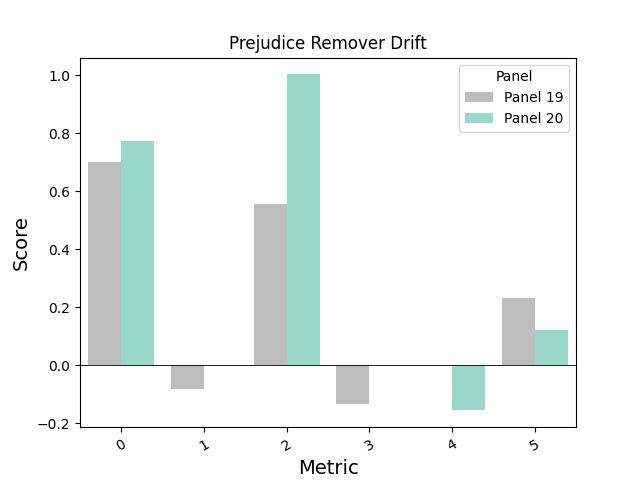 Prejudice Remover Drift
Panel
Panel 19
Panel 20
Score
1.0
0.8
0.6
0.4
0.2
0.0
−0.2
0 1 2 3 4 5
Metric